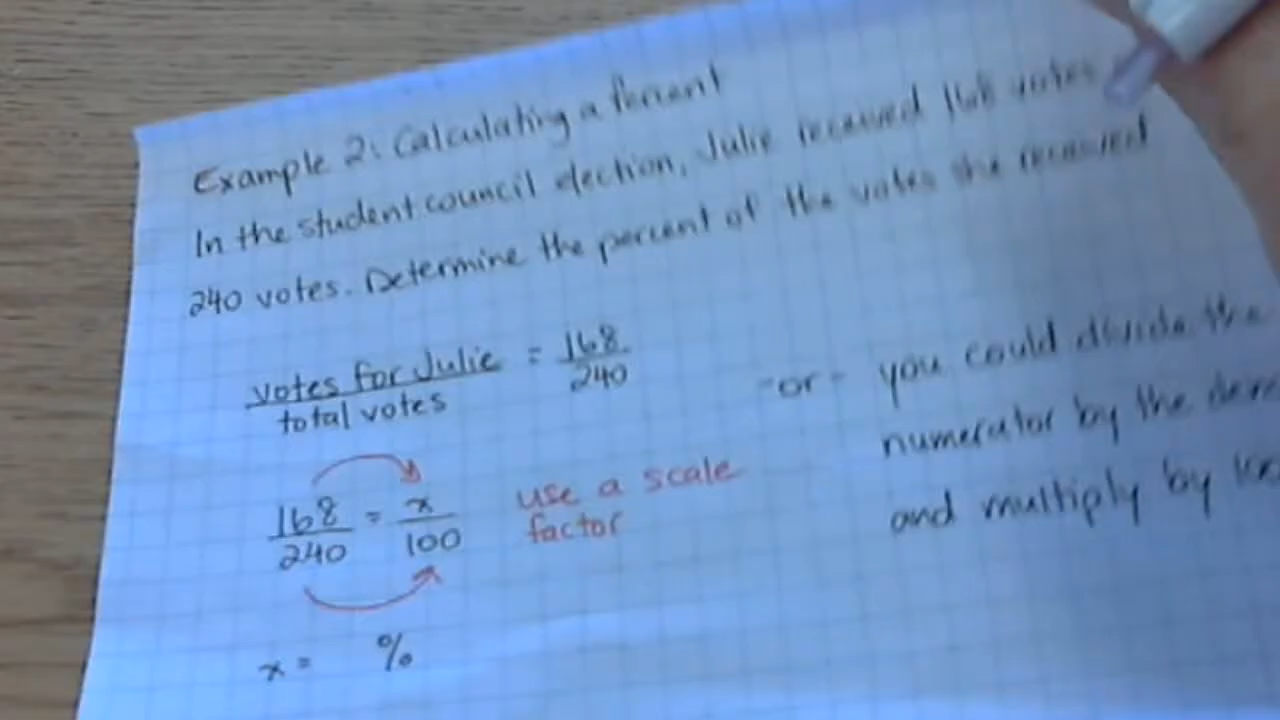 Example 2: Calculating a Percent
In the student council election, Julie received 168 votes
240 votes. Determine the percent of the votes she received
votes for Julie = 168
total votes 240
-or- you could divide the
numerator by the
and multiply by
168 = x
240 100
use a scale
factor
x = %